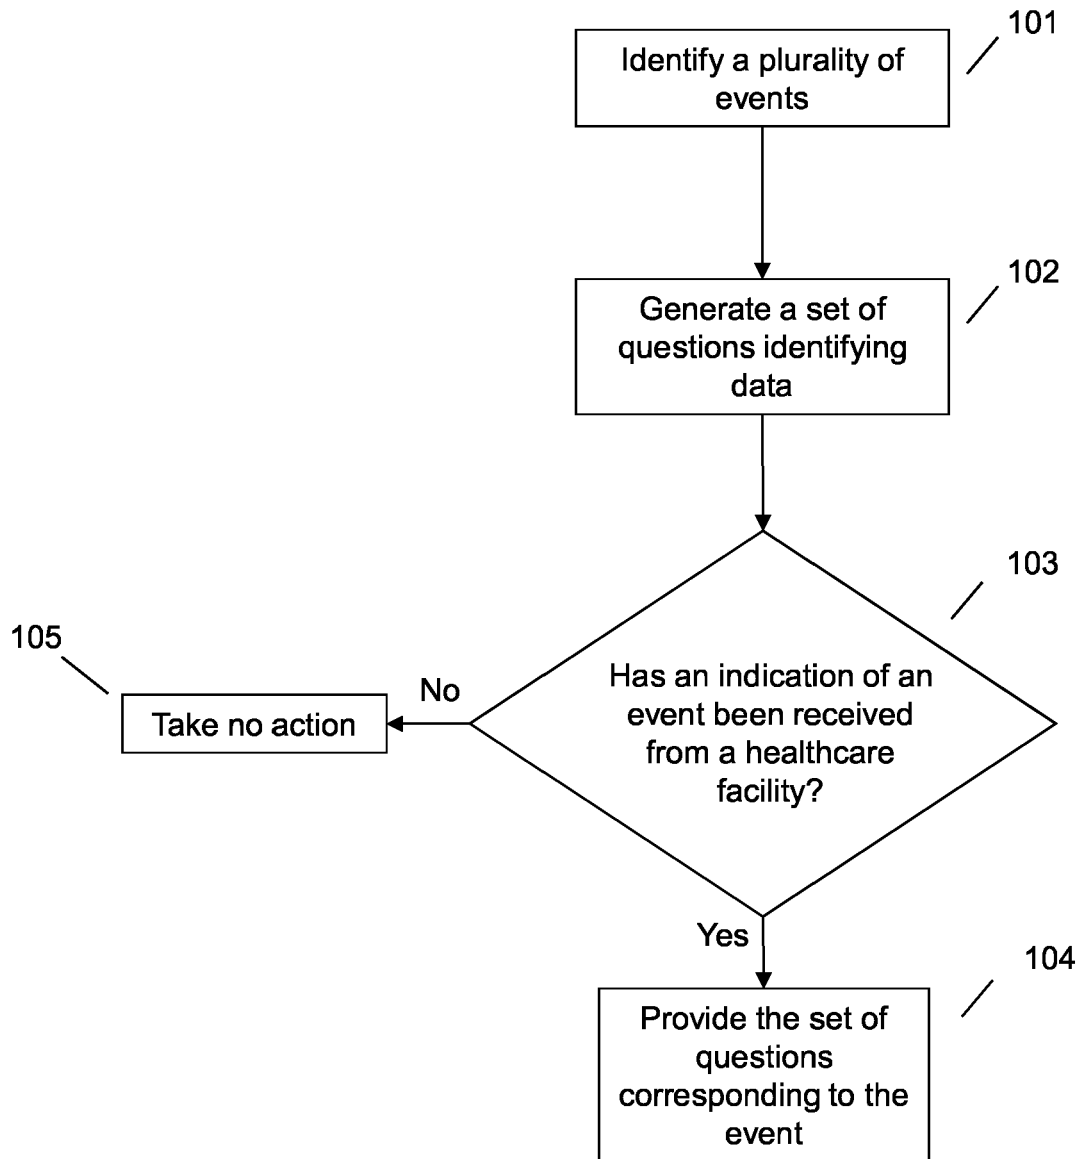 101
Identify a plurality of
events
102
Generate a set of
questions identifying
data
103
Has an indication of an
event been received
from a healthcare
facility?
105
No
Take no action
Yes
104
Provide the set of
questions
corresponding to the
event